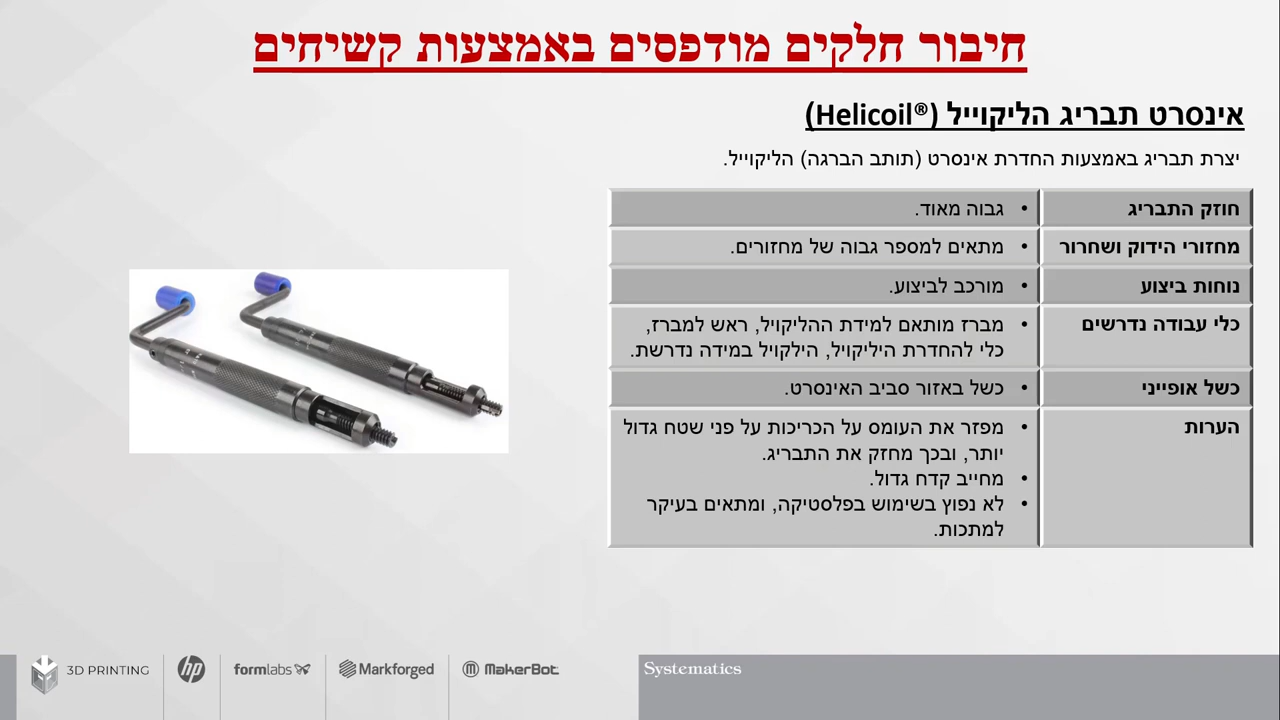 חיבור חלקים מודפסים באמצעות קשיחים
אינסרט תבריג הליקוייל (Helicoil®)
יצרת תבריג באמצעות החדרת אינסרט (תותב הברגה) הליקוייל.
חוזק התבריג
• גבוה מאוד.
מחזורי הידוק ושחרור
• מתאים למספר גבוה של מחזורים.
נוחות ביצוע
• מורכב לביצוע.
כלי עבודה נדרשים
• מברז מותאם למידת ההליקויל, ראש למברז,
כלי להחדרת היליקויל, הילקויל במידה נדרשת.
כשל אופייני
• כשל באזור סביב האינסרט.
הערות
• מפזר את העומס על הכריכות על פני שטח גדול
יותר, ובכך מחזק את התבריג.
• מחייב קדח גדול.
• לא נפוץ בשימוש בפלסטיקה, ומתאים בעיקר
למתכות.
3D PRINTING
hp
formlabs
Markforged
MakerBot
Systematics